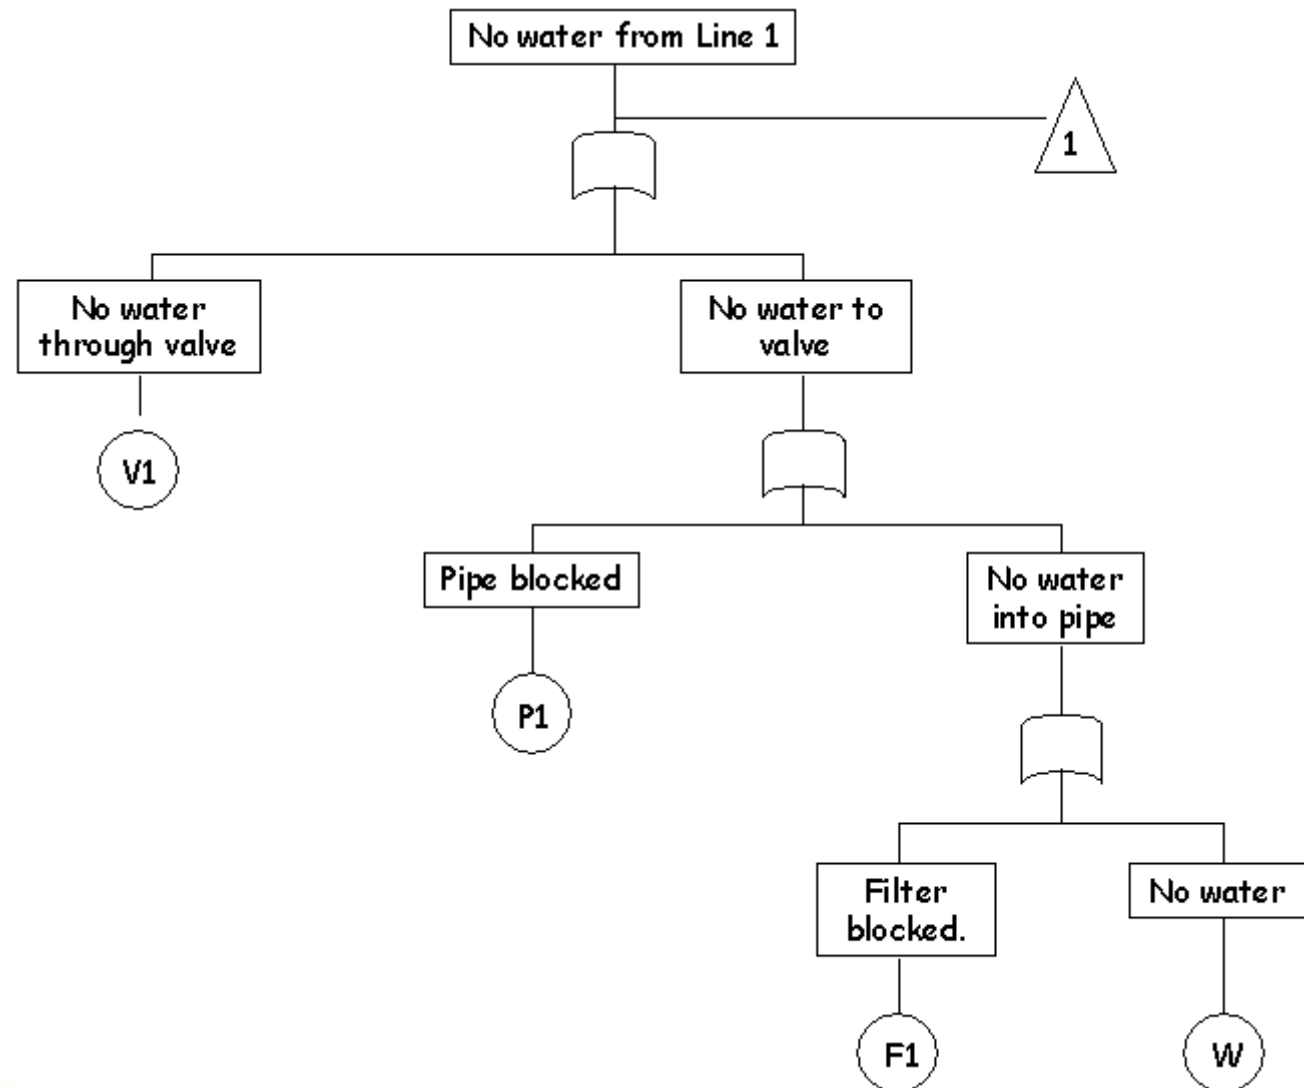 No water from Line 1
1
No water
through valve
No water to
valve
V1
Pipe blocked
No water
into pipe
P1
Filter
blocked.
No water
F1
W